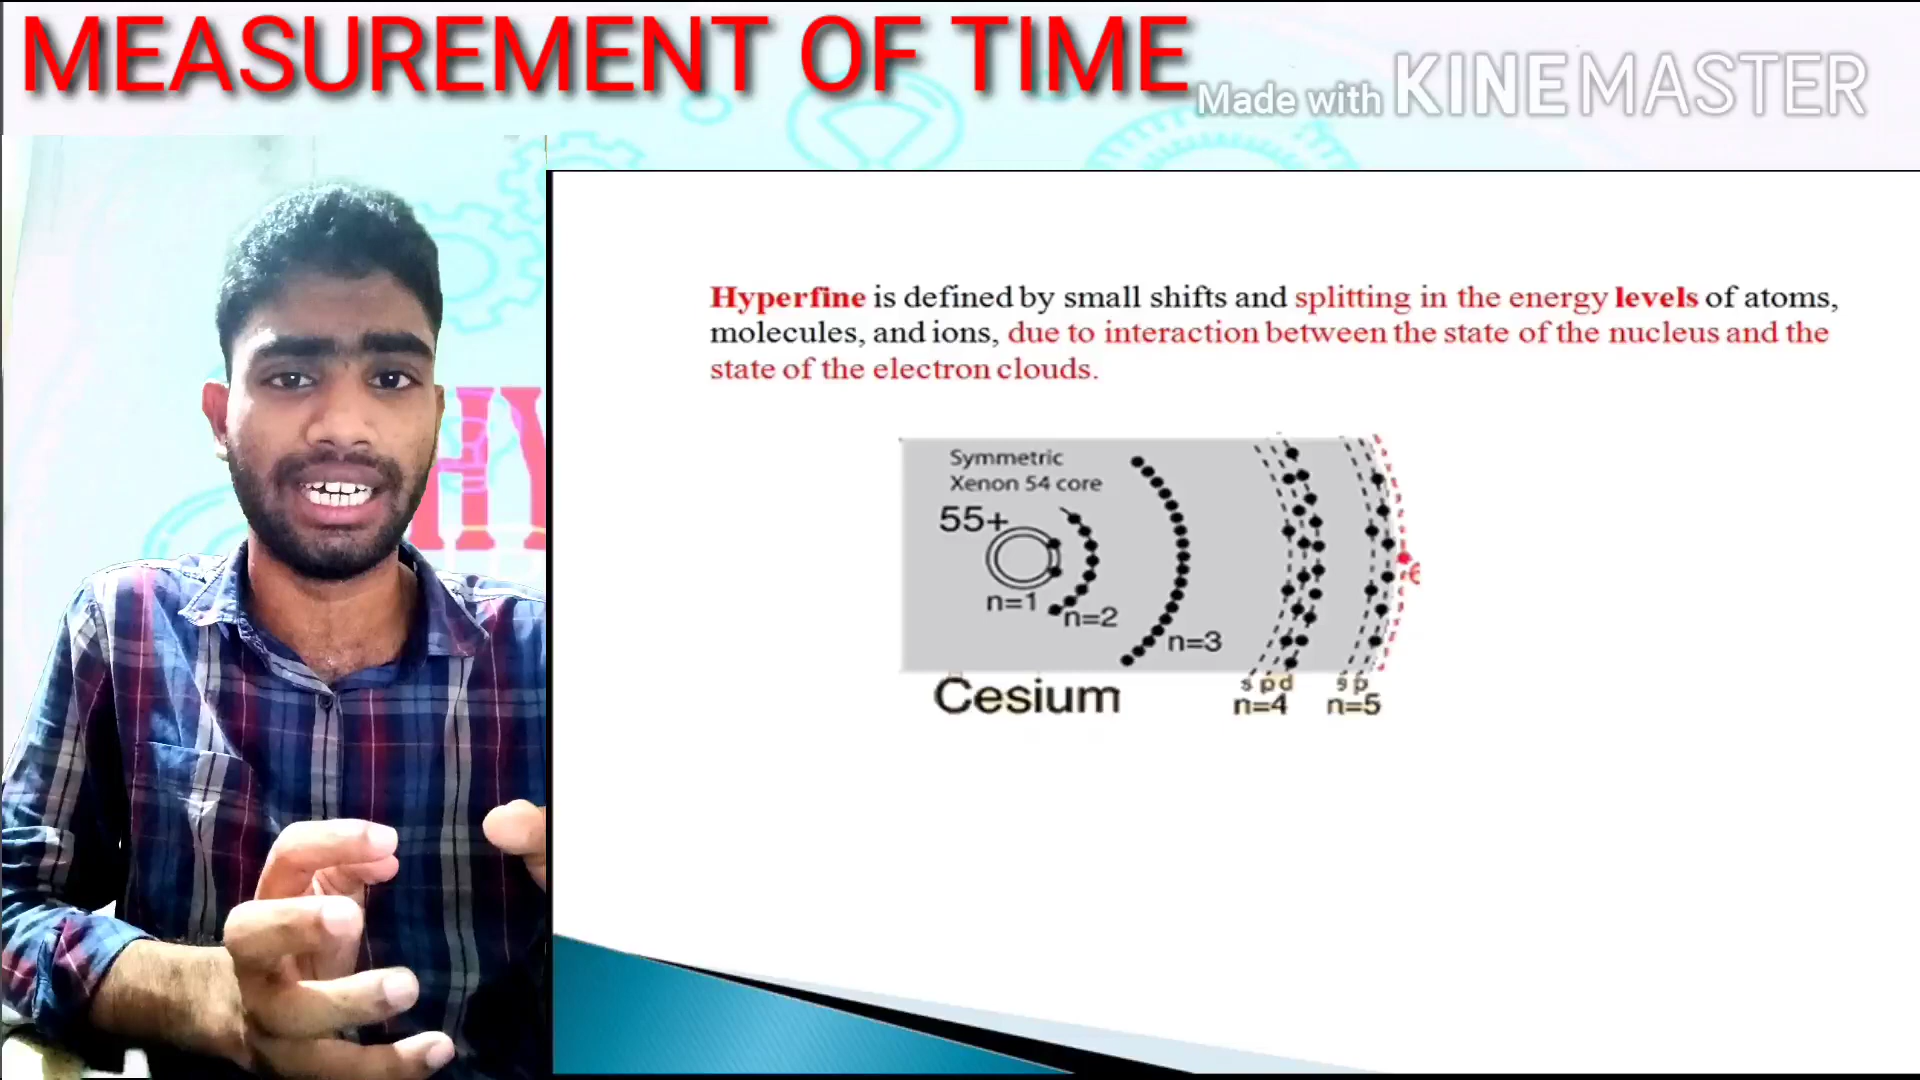 MEASUREMENT OF TIME
Made with KINEMASTER
HY
Hyperfine is defined by small shifts and splitting in the energy levels of atoms,
molecules, and ions, due to interaction between the state of the nucleus and the
state of the electron clouds.
Symmetric
Xenon 54 core
55+
n=1
n=2
n=3
s p d
n=4
s p
n=5
e
Cesium